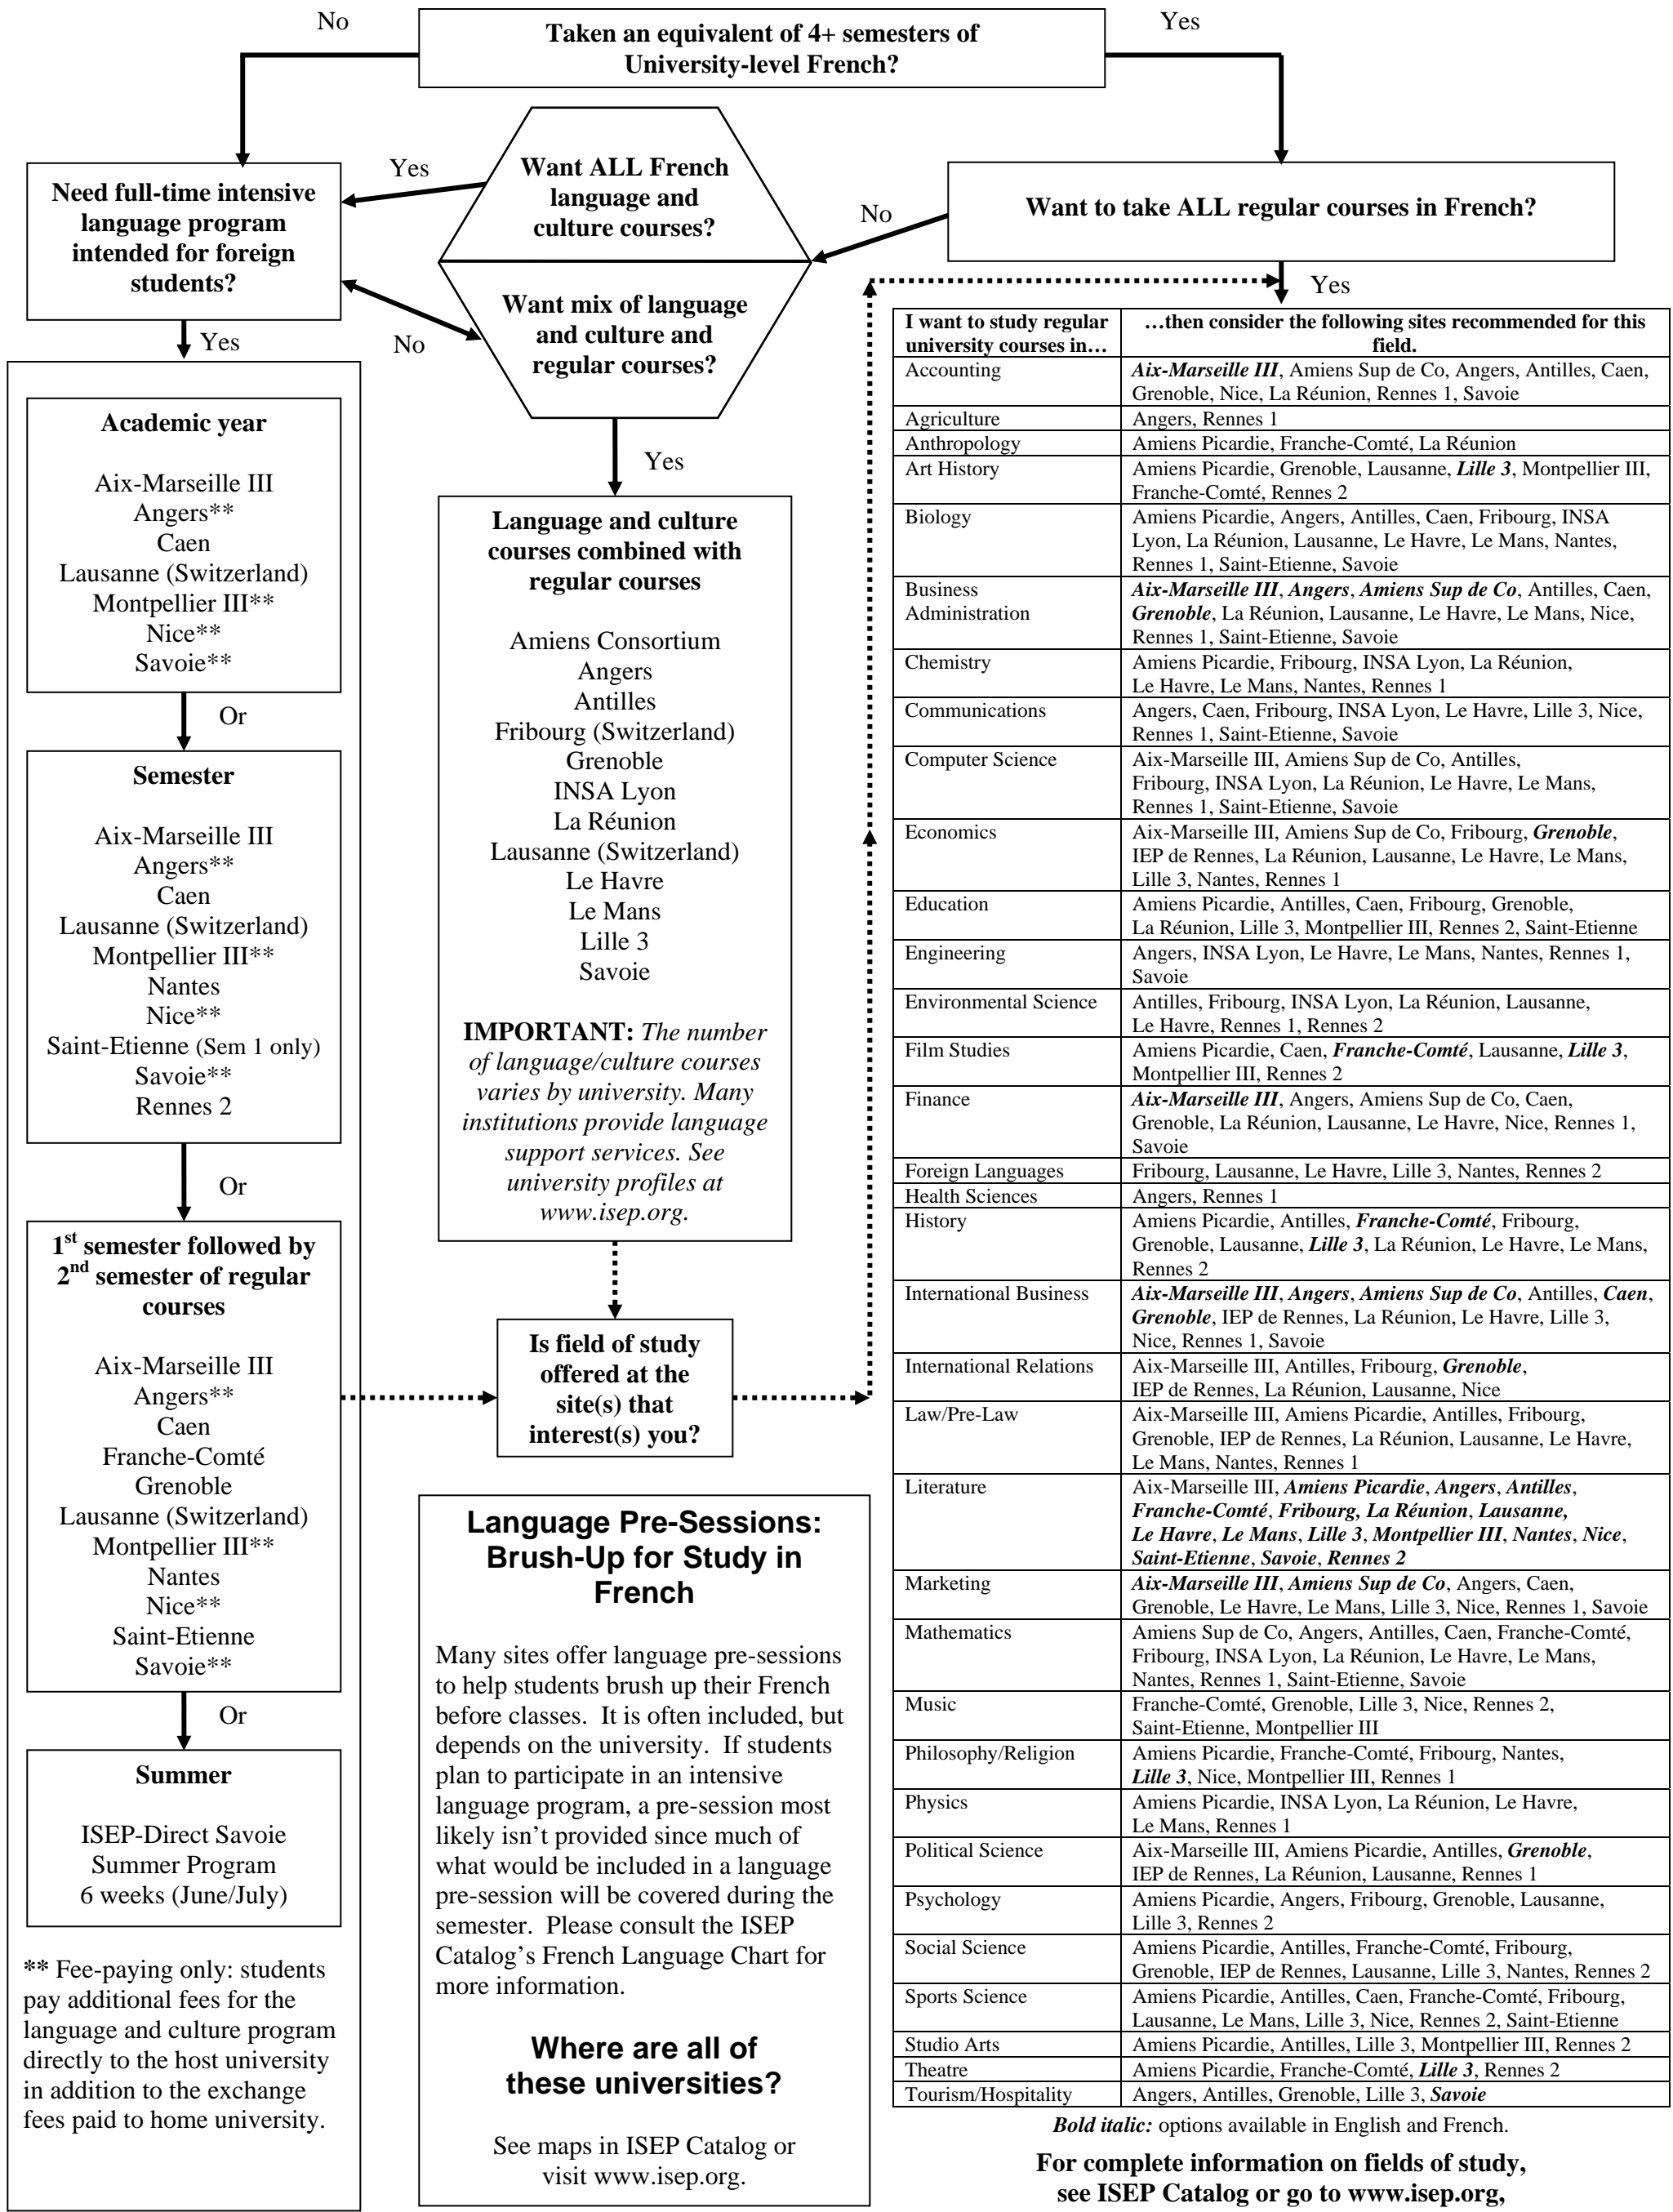 No
Taken an equivalent of 4+ semesters of
University-level French?
Yes
Need full-time intensive
language program
intended for foreign
students?
Yes
Want ALL French
language and
culture courses?
Want mix of language
and culture and
regular courses?
No
Want to take ALL regular courses in French?
No
Yes
Yes
Yes
Academic year
Aix-Marseille III
Angers**
Caen
Lausanne (Switzerland)
Montpellier III**
Nice**
Savoie**
Or
Semester
Aix-Marseille III
Angers**
Caen
Lausanne (Switzerland)
Montpellier III**
Nantes
Nice**
Saint-Etienne (Sem 1 only)
Savoie**
Rennes 2
Or
1st semester followed by
2nd semester of regular
courses
Aix-Marseille III
Angers**
Caen
Franche-Comté
Grenoble
Lausanne (Switzerland)
Montpellier III**
Nantes
Nice**
Saint-Etienne
Savoie**
Or
Summer
ISEP-Direct Savoie
Summer Program
6 weeks (June/July)
** Fee-paying only: students
pay additional fees for the
language and culture program
directly to the host university
in addition to the exchange
fees paid to home university.
Language and culture
courses combined with
regular courses
Amiens Consortium
Angers
Antilles
Fribourg (Switzerland)
Grenoble
INSA Lyon
La Réunion
Lausanne (Switzerland)
Le Havre
Le Mans
Lille 3
Savoie
IMPORTANT: The number
of language/culture courses
varies by university. Many
institutions provide language
support services. See
university profiles at
www.isep.org.
Is field of study
offered at the
site(s) that
interest(s) you?
Language Pre-Sessions:
Brush-Up for Study in
French
Many sites offer language pre-sessions
to help students brush up their French
before classes. It is often included, but
depends on the university. If students
plan to participate in an intensive
language program, a pre-session most
likely isn't provided since much of
what would be included in a language
pre-session will be covered during the
semester. Please consult the ISEP
Catalog's French Language Chart for
more information.
Where are all of
these universities?
See maps in ISEP Catalog or
visit www.isep.org.
I want to study regular
university courses in…
…then consider the following sites recommended for this
field.
Accounting
Aix-Marseille III, Amiens Sup de Co, Angers, Antilles, Caen,
Grenoble, Nice, La Réunion, Rennes 1, Savoie
Agriculture
Angers, Rennes 1
Anthropology
Amiens Picardie, Franche-Comté, La Réunion
Art History
Amiens Picardie, Grenoble, Lausanne, Lille 3, Montpellier III,
Franche-Comté, Rennes 2
Biology
Amiens Picardie, Angers, Antilles, Caen, Fribourg, INSA
Lyon, La Réunion, Lausanne, Le Havre, Le Mans, Nantes,
Rennes 1, Saint-Etienne, Savoie
Business
Administration
Aix-Marseille III, Angers, Amiens Sup de Co, Antilles, Caen,
Grenoble, La Réunion, Lausanne, Le Havre, Le Mans, Nice,
Rennes 1, Saint-Etienne, Savoie
Chemistry
Amiens Picardie, Fribourg, INSA Lyon, La Réunion,
Le Havre, Le Mans, Nantes, Rennes 1
Communications
Angers, Caen, Fribourg, INSA Lyon, Le Havre, Lille 3, Nice,
Rennes 1, Saint-Etienne, Savoie
Computer Science
Aix-Marseille III, Amiens Sup de Co, Antilles,
Fribourg, INSA Lyon, La Réunion, Le Havre, Le Mans,
Rennes 1, Saint-Etienne, Savoie
Economics
Aix-Marseille III, Amiens Sup de Co, Fribourg, Grenoble,
IEP de Rennes, La Réunion, Lausanne, Le Havre, Le Mans,
Lille 3, Nantes, Rennes 1
Education
Amiens Picardie, Antilles, Caen, Fribourg, Grenoble,
La Réunion, Lille 3, Montpellier III, Rennes 2, Saint-Etienne
Engineering
Angers, INSA Lyon, Le Havre, Le Mans, Nantes, Rennes 1,
Savoie
Environmental Science
Antilles, Fribourg, INSA Lyon, La Réunion, Lausanne,
Le Havre, Rennes 1, Rennes 2
Film Studies
Amiens Picardie, Caen, Franche-Comté, Lausanne, Lille 3,
Montpellier III, Rennes 2
Finance
Aix-Marseille III, Angers, Amiens Sup de Co, Caen,
Grenoble, La Réunion, Lausanne, Le Havre, Nice, Rennes 1,
Savoie
Foreign Languages
Fribourg, Lausanne, Le Havre, Lille 3, Nantes, Rennes 2
Health Sciences
Angers, Rennes 1
History
Amiens Picardie, Antilles, Franche-Comté, Fribourg,
Grenoble, Lausanne, Lille 3, La Réunion, Le Havre, Le Mans,
Rennes 2
International Business
Aix-Marseille III, Angers, Amiens Sup de Co, Antilles, Caen,
Grenoble, IEP de Rennes, La Réunion, Le Havre, Lille 3,
Nice, Rennes 1, Savoie
International Relations
Aix-Marseille III, Antilles, Fribourg, Grenoble,
IEP de Rennes, La Réunion, Lausanne, Nice
Law/Pre-Law
Aix-Marseille III, Amiens Picardie, Antilles, Fribourg,
Grenoble, IEP de Rennes, La Réunion, Lausanne, Le Havre,
Le Mans, Nantes, Rennes 1
Literature
Aix-Marseille III, Amiens Picardie, Angers, Antilles,
Franche-Comté, Fribourg, La Réunion, Lausanne,
Le Havre, Le Mans, Lille 3, Montpellier III, Nantes, Nice,
Saint-Etienne, Savoie, Rennes 2
Marketing
Aix-Marseille III, Amiens Sup de Co, Angers, Caen,
Grenoble, Le Havre, Le Mans, Lille 3, Nice, Rennes 1, Savoie
Mathematics
Amiens Sup de Co, Angers, Antilles, Caen, Franche-Comté,
Fribourg, INSA Lyon, La Réunion, Le Havre, Le Mans,
Nantes, Rennes 1, Saint-Etienne, Savoie
Music
Franche-Comté, Grenoble, Lille 3, Nice, Rennes 2,
Saint-Etienne, Montpellier III
Philosophy/Religion
Amiens Picardie, Franche-Comté, Fribourg, Nantes,
Lille 3, Nice, Montpellier III, Rennes 1
Physics
Amiens Picardie, INSA Lyon, La Réunion, Le Havre,
Le Mans, Rennes 1
Political Science
Aix-Marseille III, Amiens Picardie, Antilles, Grenoble,
IEP de Rennes, La Réunion, Lausanne, Rennes 1
Psychology
Amiens Picardie, Angers, Fribourg, Grenoble, Lausanne,
Lille 3, Rennes 2
Social Science
Amiens Picardie, Antilles, Franche-Comté, Fribourg,
Grenoble, IEP de Rennes, Lausanne, Lille 3, Nantes, Rennes 2
Sports Science
Amiens Picardie, Antilles, Caen, Franche-Comté, Fribourg,
Lausanne, Le Mans, Lille 3, Nice, Rennes 2, Saint-Etienne
Studio Arts
Amiens Picardie, Antilles, Lille 3, Montpellier III, Rennes 2
Theatre
Amiens Picardie, Franche-Comté, Lille 3, Rennes 2
Tourism/Hospitality
Angers, Antilles, Grenoble, Lille 3, Savoie
Bold italic: options available in English and French.
For complete information on fields of study,
see ISEP Catalog or go to www.isep.org,